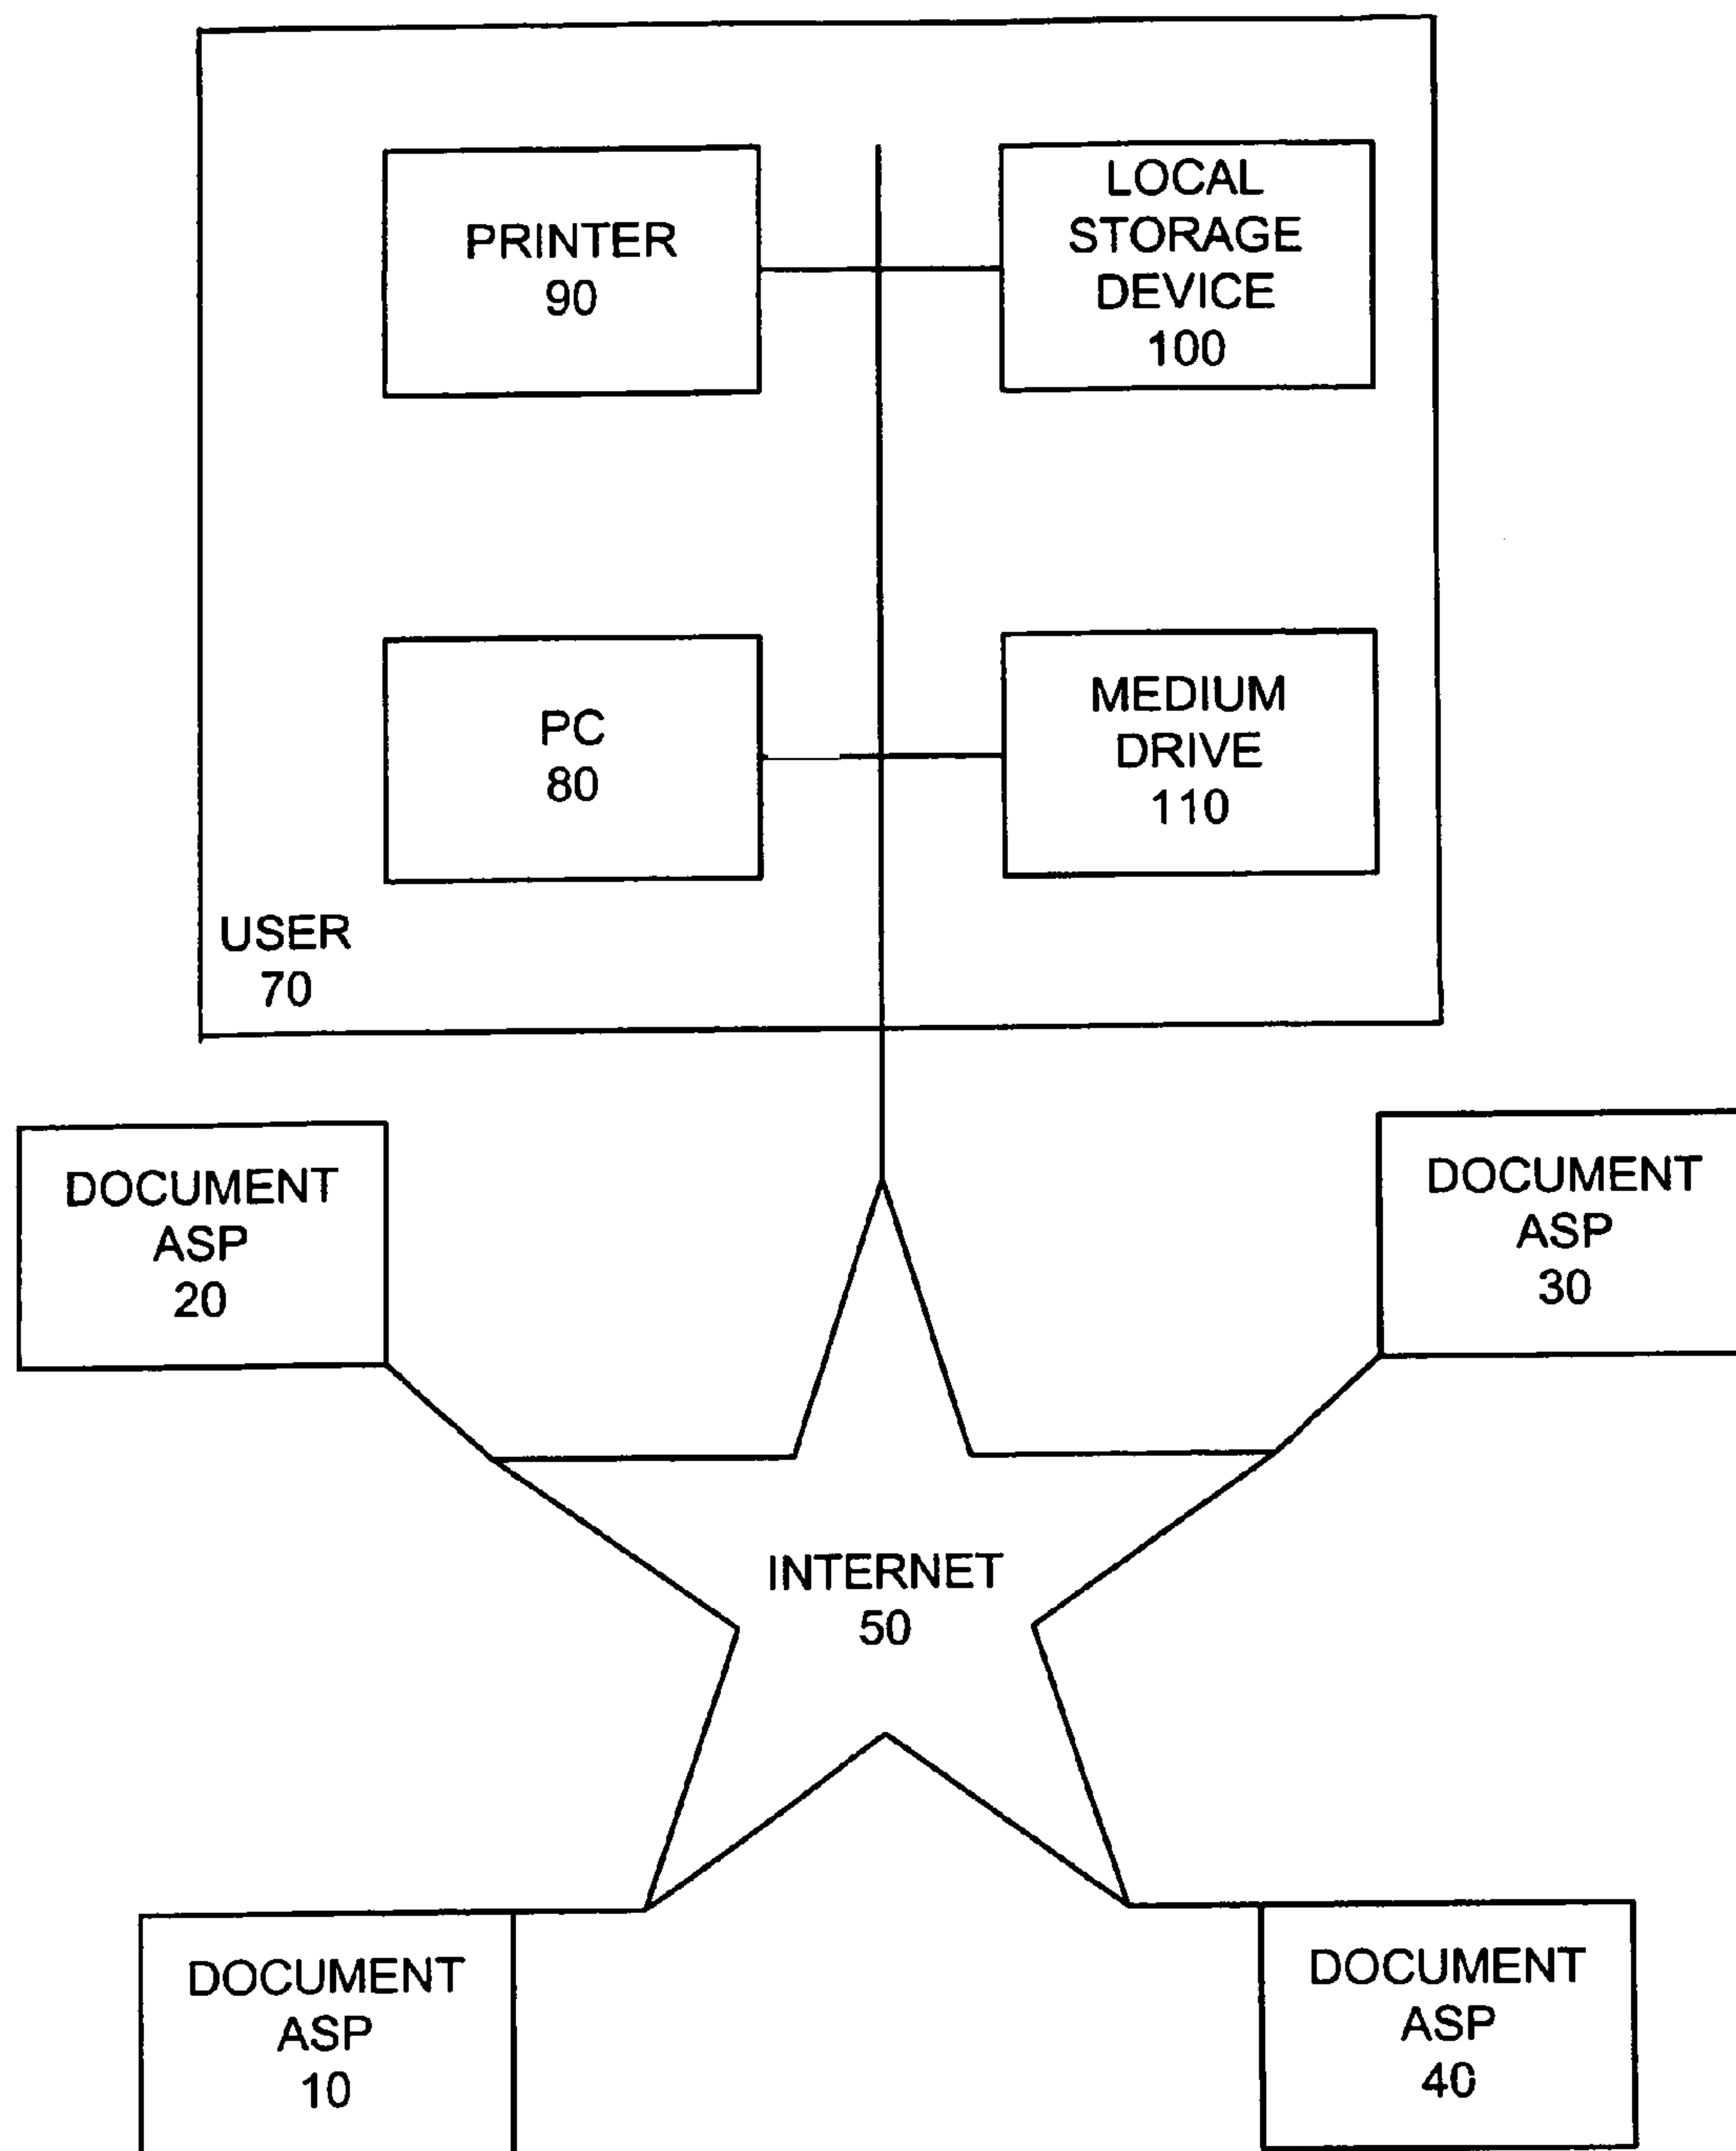 PRINTER
90
LOCAL
STORAGE
DEVICE
100
PC
80
MEDIUM
DRIVE
110
USER
70
DOCUMENT
ASP
20
DOCUMENT
ASP
30
INTERNET
50
DOCUMENT
ASP
10
DOCUMENT
ASP
40